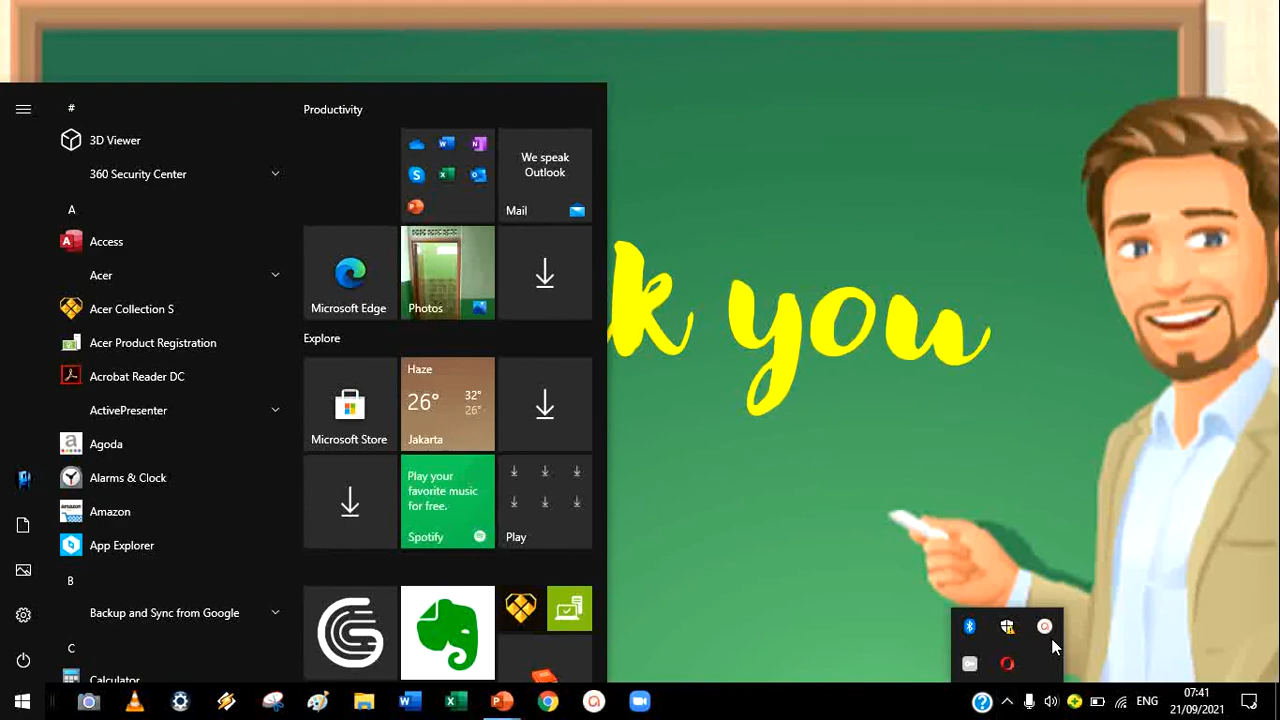 #
3D Viewer
360 Security Center
A
Access
Acer
Acer Collection S
Acer Product Registration
Acrobat Reader DC
ActivePresenter
Agoda
Alarms & Clock
Amazon
App Explorer
B
Backup and Sync from Google
C
Calculator
Productivity
We speak
Outlook
Mail
Microsoft Edge
Photos
Explore
Microsoft Store
Haze
26° 32°
26°
Jakarta
Play your
favorite music
for free.
Spotify
Play
k you
ENG
07:41
21/09/2021